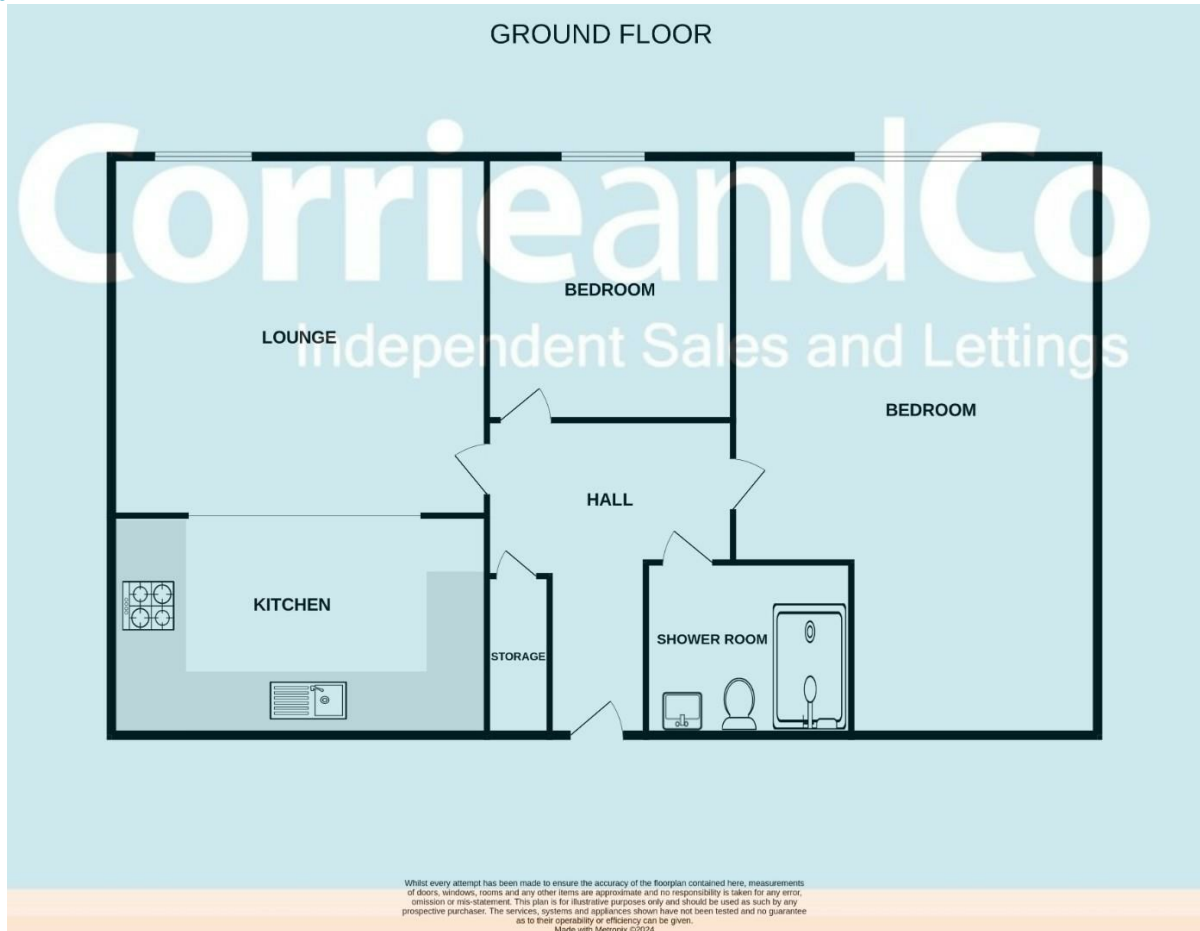 GROUND FLOOR
CorrieandCo
Independent Sales and Lettings
BEDROOM
LOUNGE
BEDROOM
HALL
KITCHEN
SHOWER ROOM
STORAGE
Whilst every attempt has been made to ensure the accuracy of the floorplan contained here, measurements
of doors, windows, rooms and any other items are approximate and no responsibility is taken for any error,
omission or mis-statement. This plan is for illustrative purposes only and should be used as such by any
prospective purchaser. The services, systems and appliances shown have not been tested and no guarantee
as to their operability or efficiency can be given.
Made with Metropix ©2024